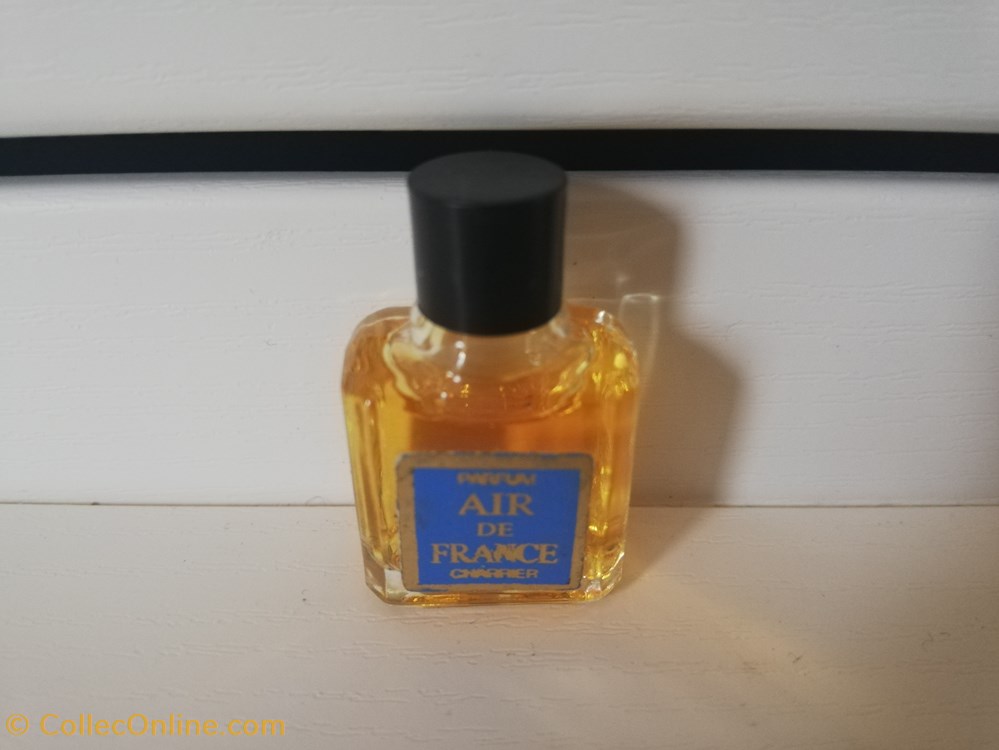 PARFUM
AIR
DE
FRANCE
CHARRIER
© CollecOnline.com